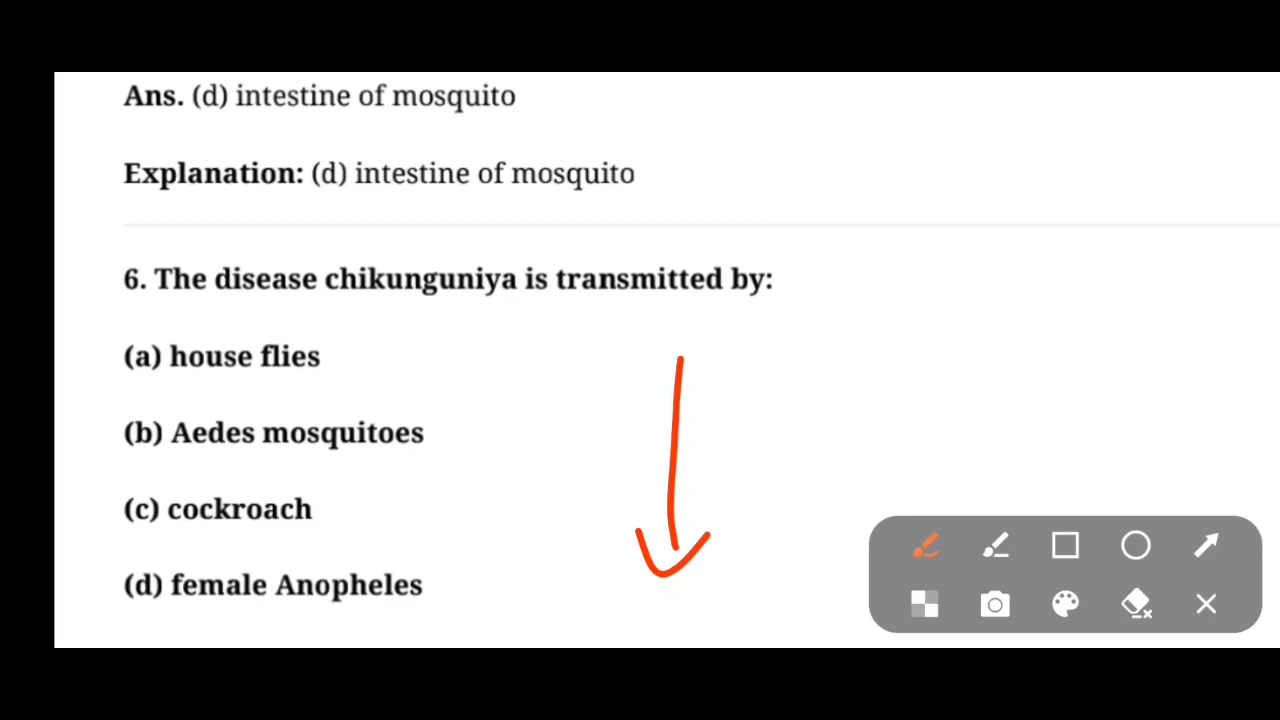 Ans. (d) intestine of mosquito
Explanation: (d) intestine of mosquito
6. The disease chikunguniya is transmitted by:
(a) house flies
(b) Aedes mosquitoes
(c) cockroach
(d) female Anopheles